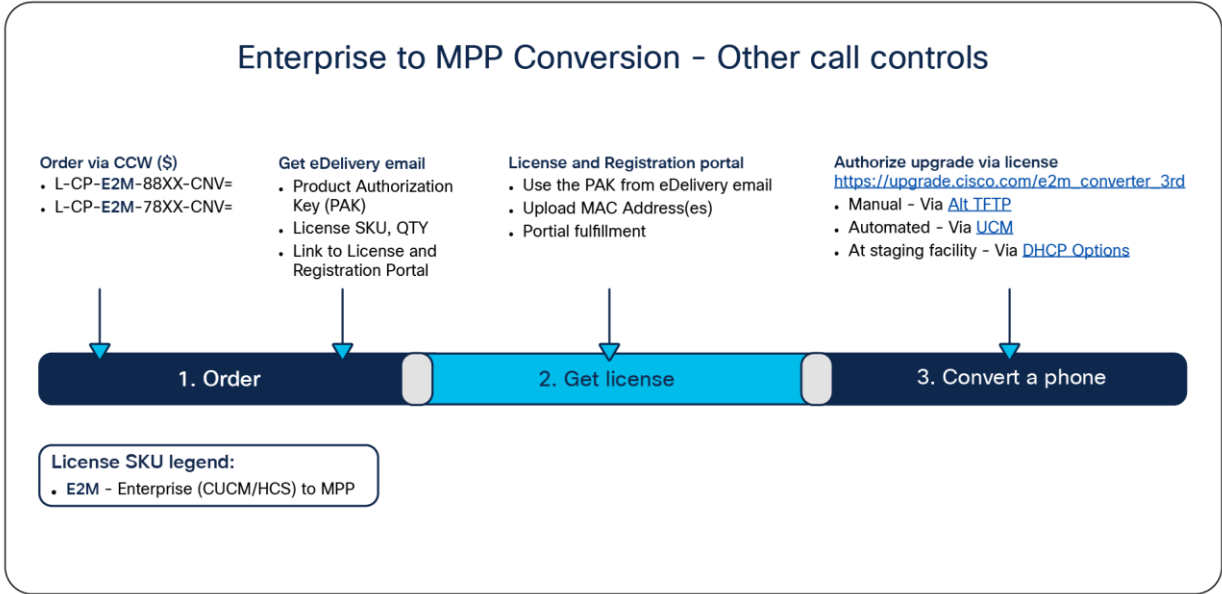 Enterprise to MPP Conversion - Other call controls
Order via CCW ($)
• L-CP-E2M-88XX-CNV=
• L-CP-E2M-78XX-CNV=
Get eDelivery email
• Product Authorization
Key (PAK)
• License SKU, QTY
• Link to License and
Registration Portal
License and Registration portal
• Use the PAK from eDelivery email
• Upload MAC Address(es)
• Portial fulfillment
Authorize upgrade via license
https://upgrade.cisco.com/e2m_converter_3rd
• Manual - Via Alt TFTP
• Automated - Via UCM
• At staging facility - Via DHCP Options
1. Order
2. Get license
3. Convert a phone
License SKU legend:
• E2M - Enterprise (CUCM/HCS) to MPP